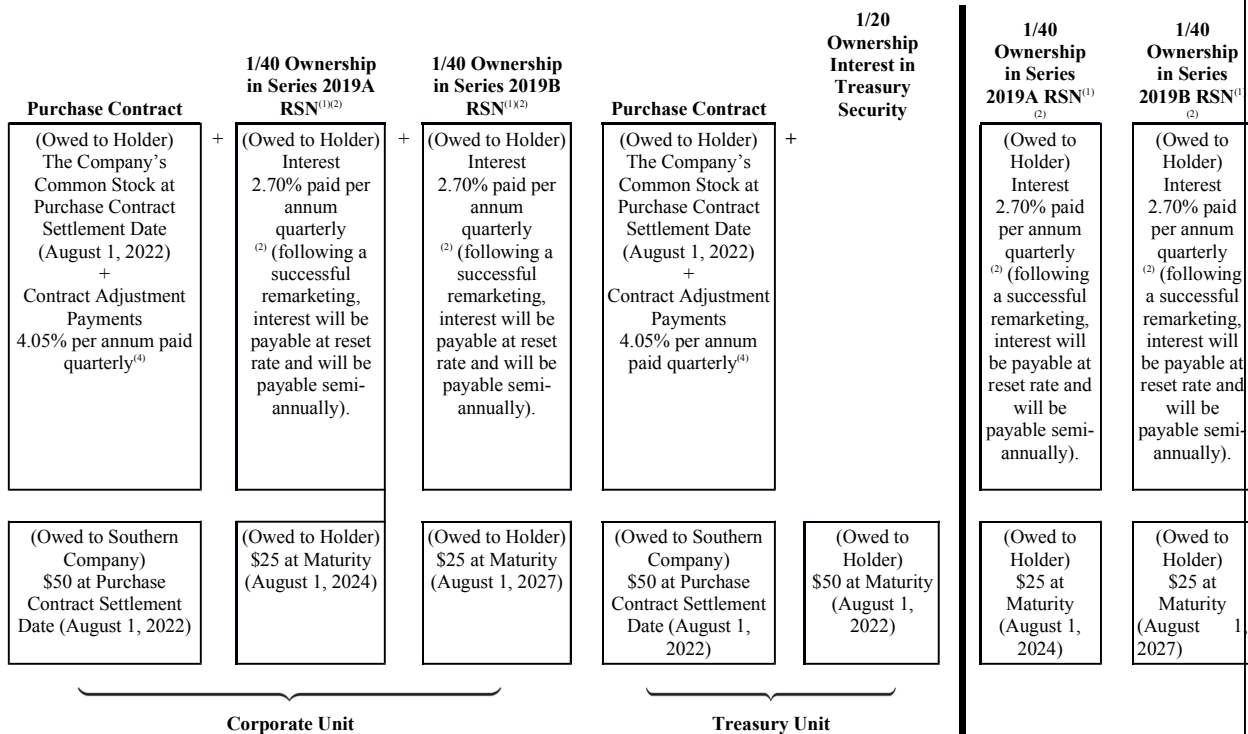 Purchase Contract
(Owed to Holder)
The Company's
Common Stock at
Purchase Contract
Settlement Date
(August 1, 2022)
+
Contract Adjustment
Payments
4.05% per annum paid
quarterly(4)
(Owed to Southern
Company)
$50 at Purchase
Contract Settlement
Date (August 1, 2022)
+
1/40 Ownership
in Series 2019A
RSN(1)(2)
(Owed to Holder)
Interest
2.70% paid per
annum
quarterly
(2) (following a
successful
remarketing,
interest will be
payable at reset
rate and will be
payable semi-
annually).
(Owed to Holder)
$25 at Maturity
(August 1, 2024)
+
1/40 Ownership
in Series 2019B
RSN(1)(2)
(Owed to Holder)
Interest
2.70% paid per
annum
quarterly
(2) (following a
successful
remarketing,
interest will be
payable at reset
rate and will be
payable semi-
annually).
(Owed to Holder)
$25 at Maturity
(August 1, 2027)
Corporate Unit
Purchase Contract
(Owed to Holder)
The Company's
Common Stock at
Purchase Contract
Settlement Date
(August 1, 2022)
+
Contract Adjustment
Payments
4.05% per annum
paid quarterly(4)
(Owed to Southern
Company)
$50 at Purchase
Contract Settlement
Date (August 1,
2022)
+
1/20
Ownership
Interest in
Treasury
Security
(Owed to
Holder)
$50 at Maturity
(August 1,
2022)
Treasury Unit
1/40
Ownership
in Series
2019A RSN(1)
(2)
(Owed to
Holder)
Interest
2.70% paid
per annum
quarterly
(2) (following
a successful
remarketing,
interest will
be payable at
reset rate and
will be
payable semi-
annually).
(Owed to
Holder)
$25 at
Maturity
(August 1,
2024)
1/40
Ownership
in Series
2019B RSN(1)
(2)
(Owed to
Holder)
Interest
2.70% paid
per annum
quarterly
(2) (following
a successful
remarketing,
interest will
be payable at
reset rate and
will be
payable semi-
annually).
(Owed to
Holder)
$25 at
Maturity
(August 1,
2027)